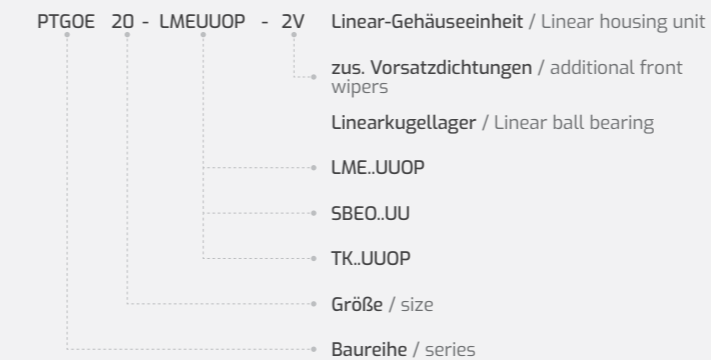 PTGOE 20 - LMEUUOP - 2V Linear-Gehäuseeinheit / Linear housing unit
zus. Vorsatzdichtungen / additional front
wipers
Linearkugellager / Linear ball bearing
LME..UUOP
SBEO..UU
TK..UUOP
Größe / size
Baureihe / series